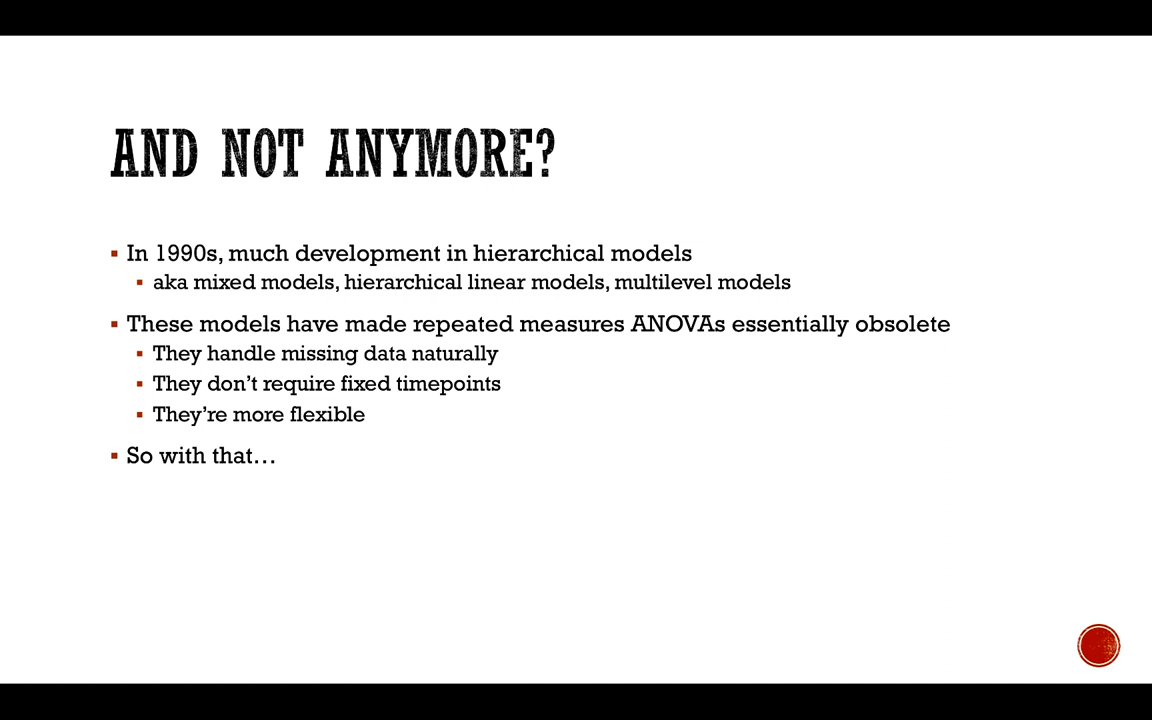 AND NOT ANYMORE?
In 1990s, much development in hierarchical models
aka mixed models, hierarchical linear models, multilevel models
These models have made repeated measures ANOVAs essentially obsolete
They handle missing data naturally
They don’t require fixed timepoints
They’re more flexible
So with that…